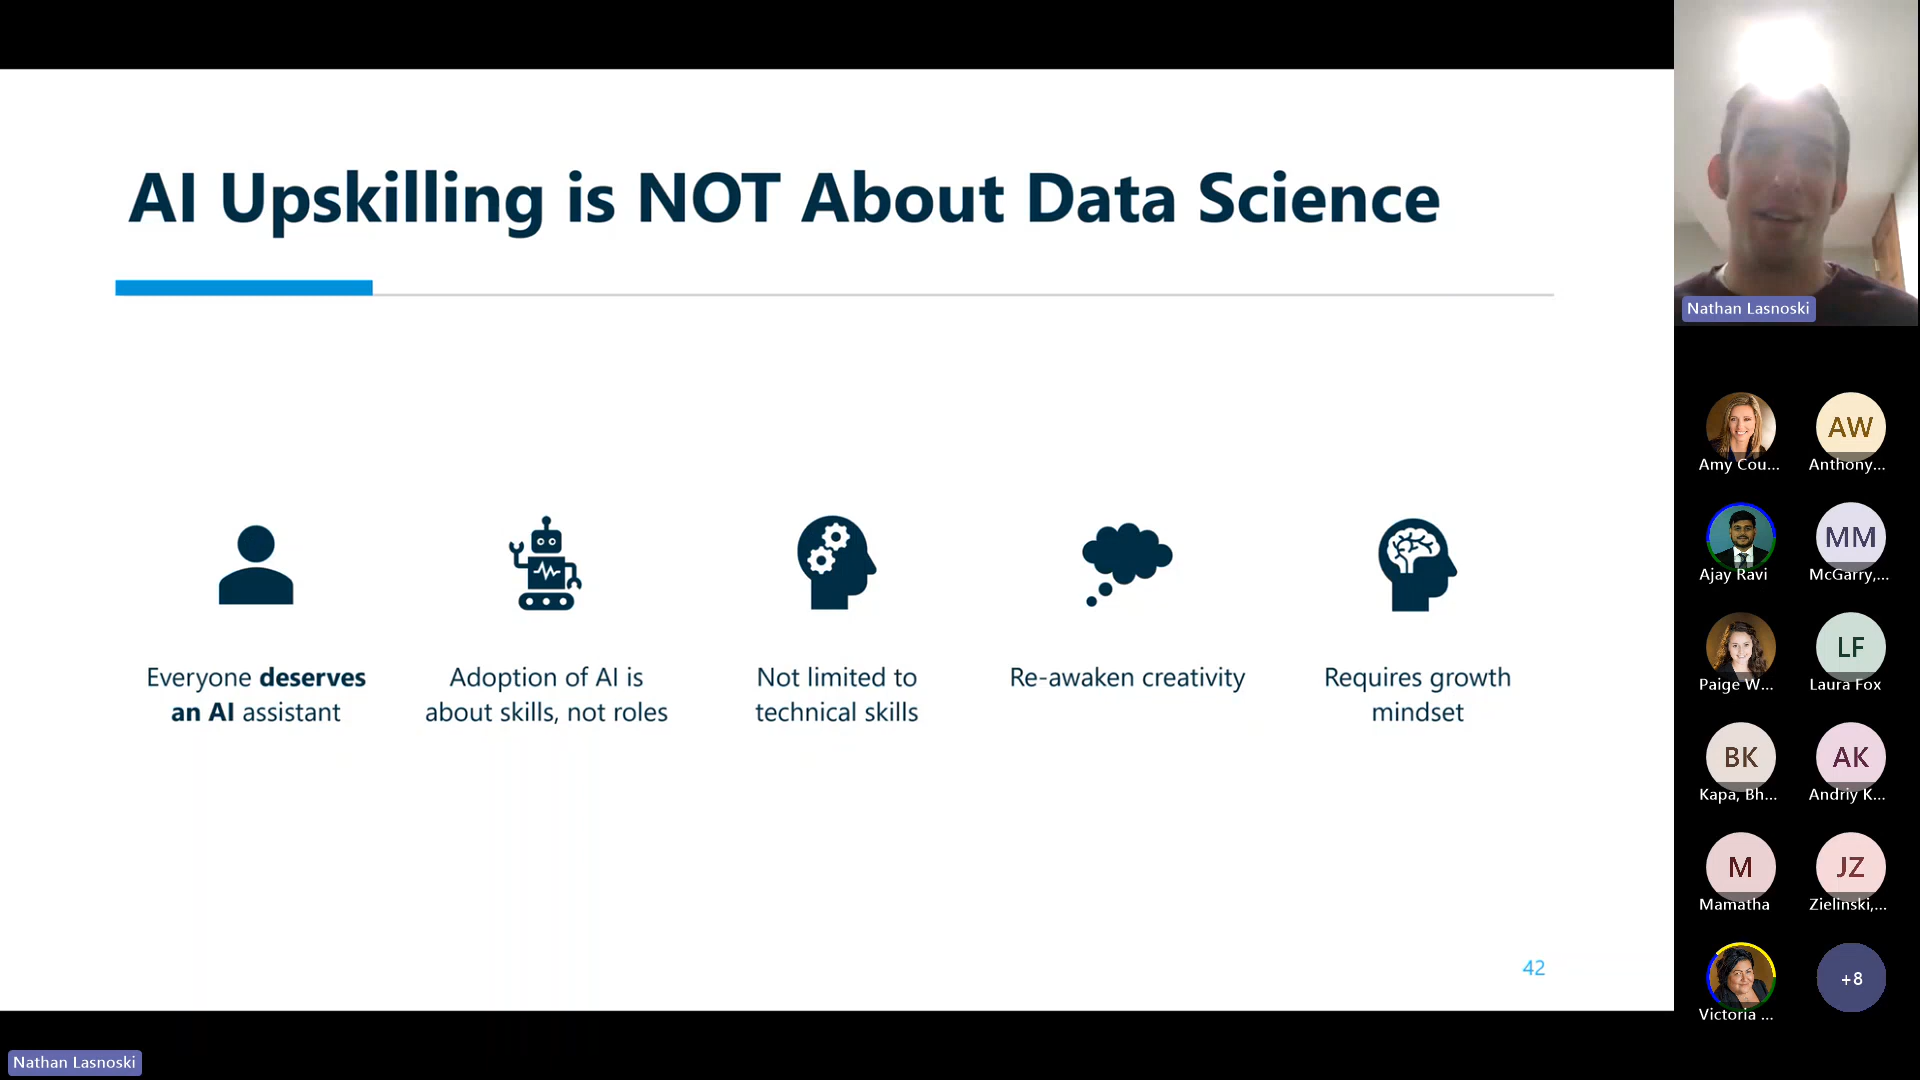 AI Upskilling is NOT About Data Science
Everyone deserves
an AI assistant
Adoption of AI is
about skills, not roles
Not limited to
technical skills
Re-awaken creativity
Requires growth
mindset
42
Nathan Lasnoski
Amy Cou...
AW
Anthony...
Ajay Ravi
MM
McGarry,...
Paige W...
LF
Laura Fox
BK
Kapa, Bh...
AK
Andriy K...
M
Mamatha
JZ
Zielinski,...
Victoria ...
+8
Nathan Lasnoski